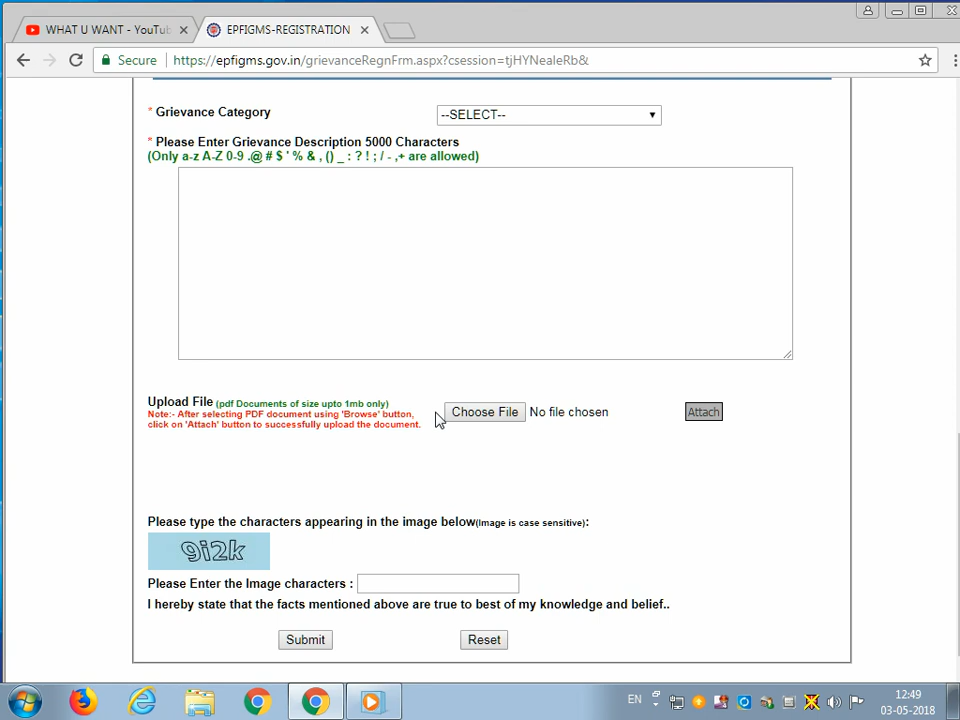 WHAT U WANT - YouTub
EPFIGMS-REGISTRATION
Secure https://epfigms.gov.in/grievanceRegnFrm.aspx?csession=tjHYNealeRb&
* Grievance Category --SELECT--
* Please Enter Grievance Description 5000 Characters
(Only a-z A-Z 0-9 .@ # $ ' % & , () _ : ? ! ; / - ,+ are allowed)
Upload File (pdf Documents of size upto 1mb only)
Note:- After selecting PDF document using 'Browse' button,
click on 'Attach' button to successfully upload the document.
Choose File No file chosen Attach
Please type the characters appearing in the image below(Image is case sensitive):
9i2k
Please Enter the Image characters :
I hereby state that the facts mentioned above are true to best of my knowledge and belief..
Submit Reset
EN
12:49
03-05-2018